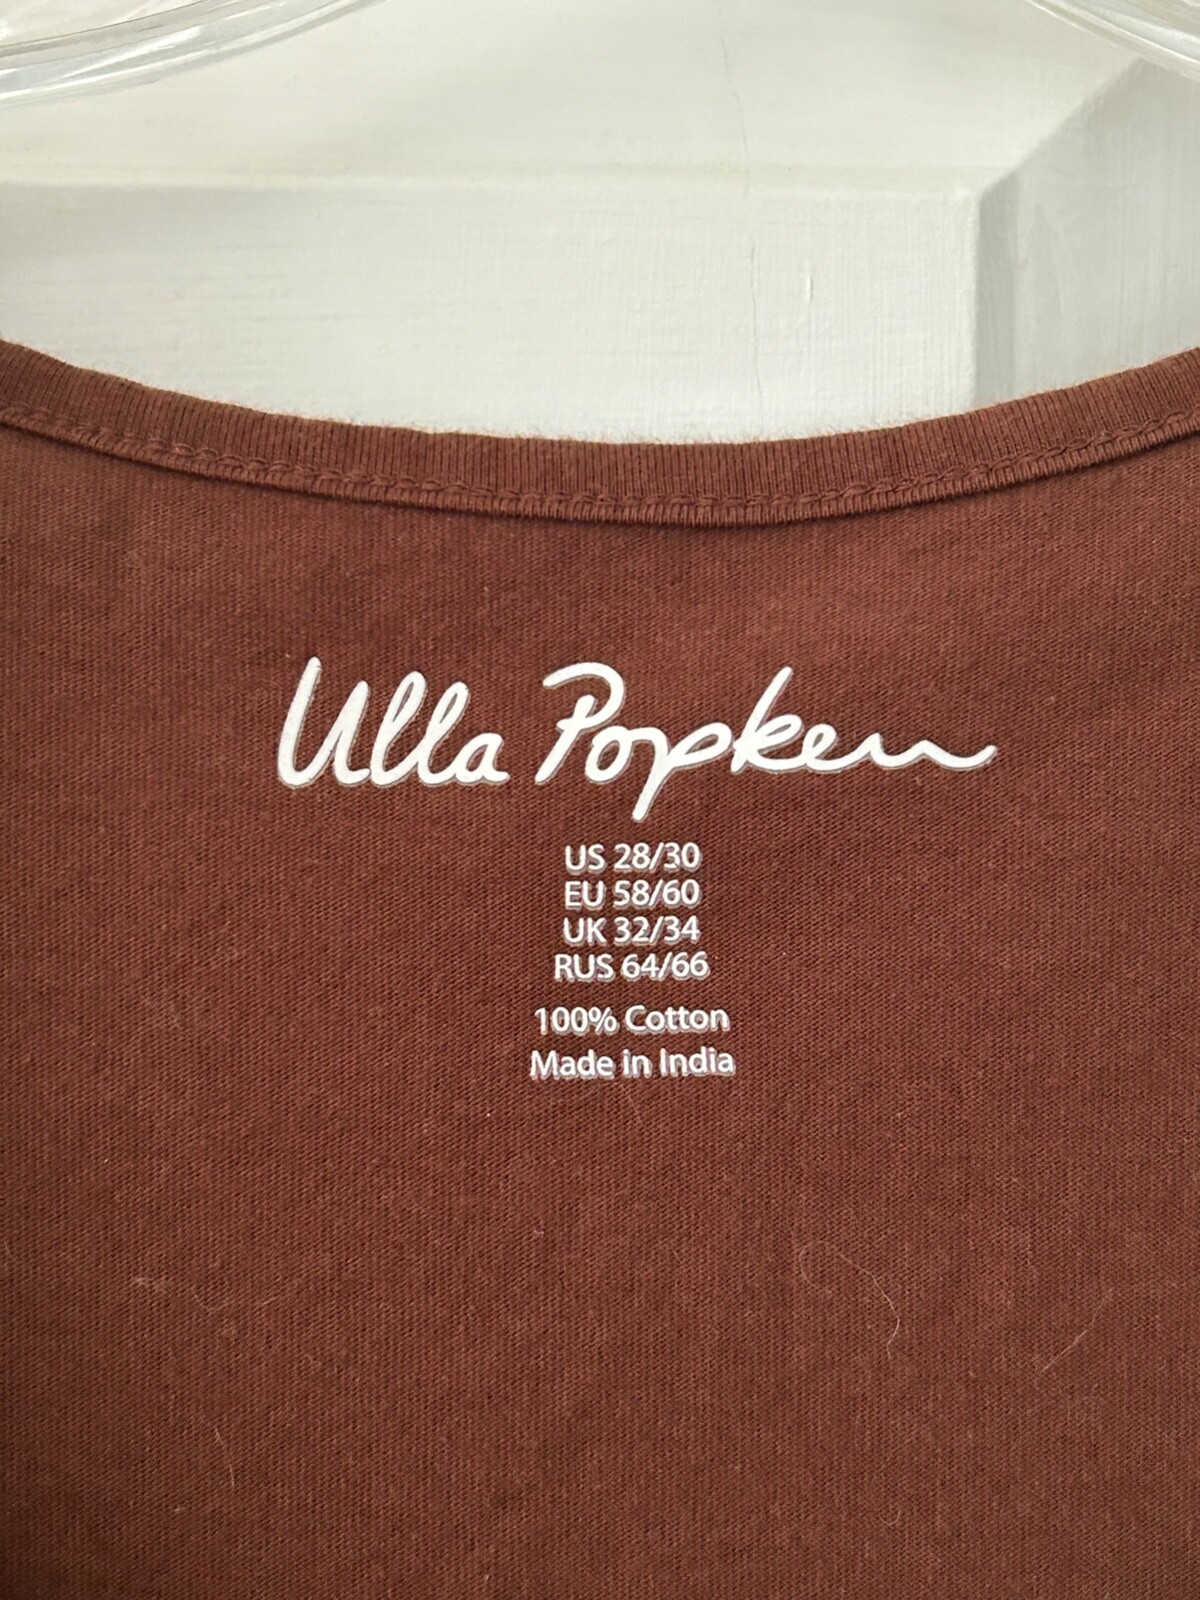 Ulla Popken
US 28/30
EU 58/60
UK 32/34
RUS 64/66
100% Cotton
Made in India